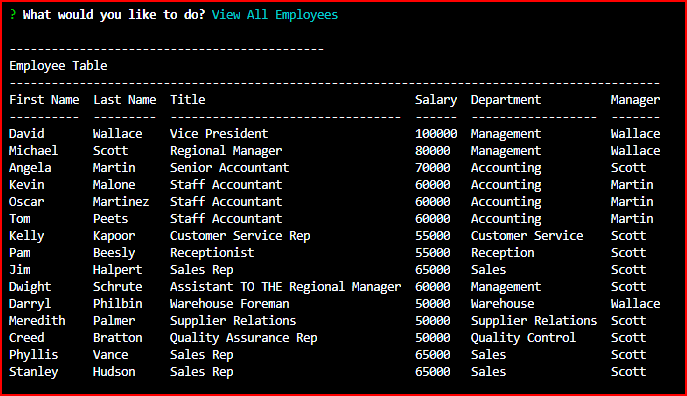 ? What would you like to do? View All Employees
-----------------------------------------
Employee Table
---------------------------------------------------------------------------------------------
First Name  Last Name  Title                              Salary  Department          Manager
----------  ---------  ---------------------------------  ------  ------------------  -------
David       Wallace    Vice President                     100000  Management          Wallace
Michael     Scott      Regional Manager                   80000   Management          Wallace
Angela      Martin     Senior Accountant                  70000   Accounting          Scott
Kevin       Malone     Staff Accountant                   60000   Accounting          Martin
Oscar       Martinez   Staff Accountant                   60000   Accounting          Martin
Tom         Peets      Staff Accountant                   60000   Accounting          Martin
Kelly       Kapoor     Customer Service Rep               55000   Customer Service    Scott
Pam         Beesly     Receptionist                       55000   Reception           Scott
Jim         Halpert    Sales Rep                          65000   Sales               Scott
Dwight      Schrute    Assistant TO THE Regional Manager  60000   Management          Scott
Darryl      Philbin    Warehouse Foreman                  50000   Warehouse           Wallace
Meredith    Palmer     Supplier Relations                 50000   Supplier Relations  Scott
Creed       Bratton    Quality Assurance Rep              50000   Quality Control     Scott
Phyllis     Vance      Sales Rep                          65000   Sales               Scott
Stanley     Hudson     Sales Rep                          65000   Sales               Scott